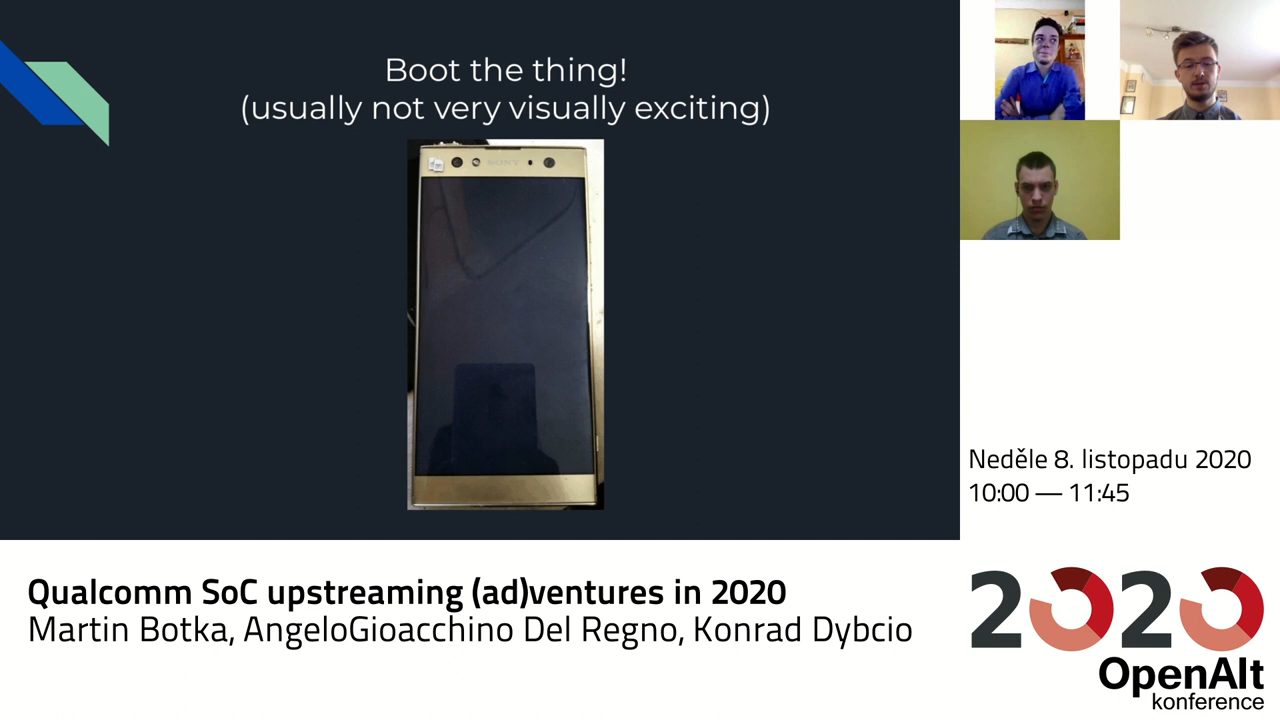 Boot the thing!
(usually not very visually exciting)
SONY
Neděle 8. listopadu 2020
10:00 — 11:45
Qualcomm SoC upstreaming (ad)ventures in 2020
Martin Botka, AngeloGioacchino Del Regno, Konrad Dybcio
2020
OpenAlt
konference